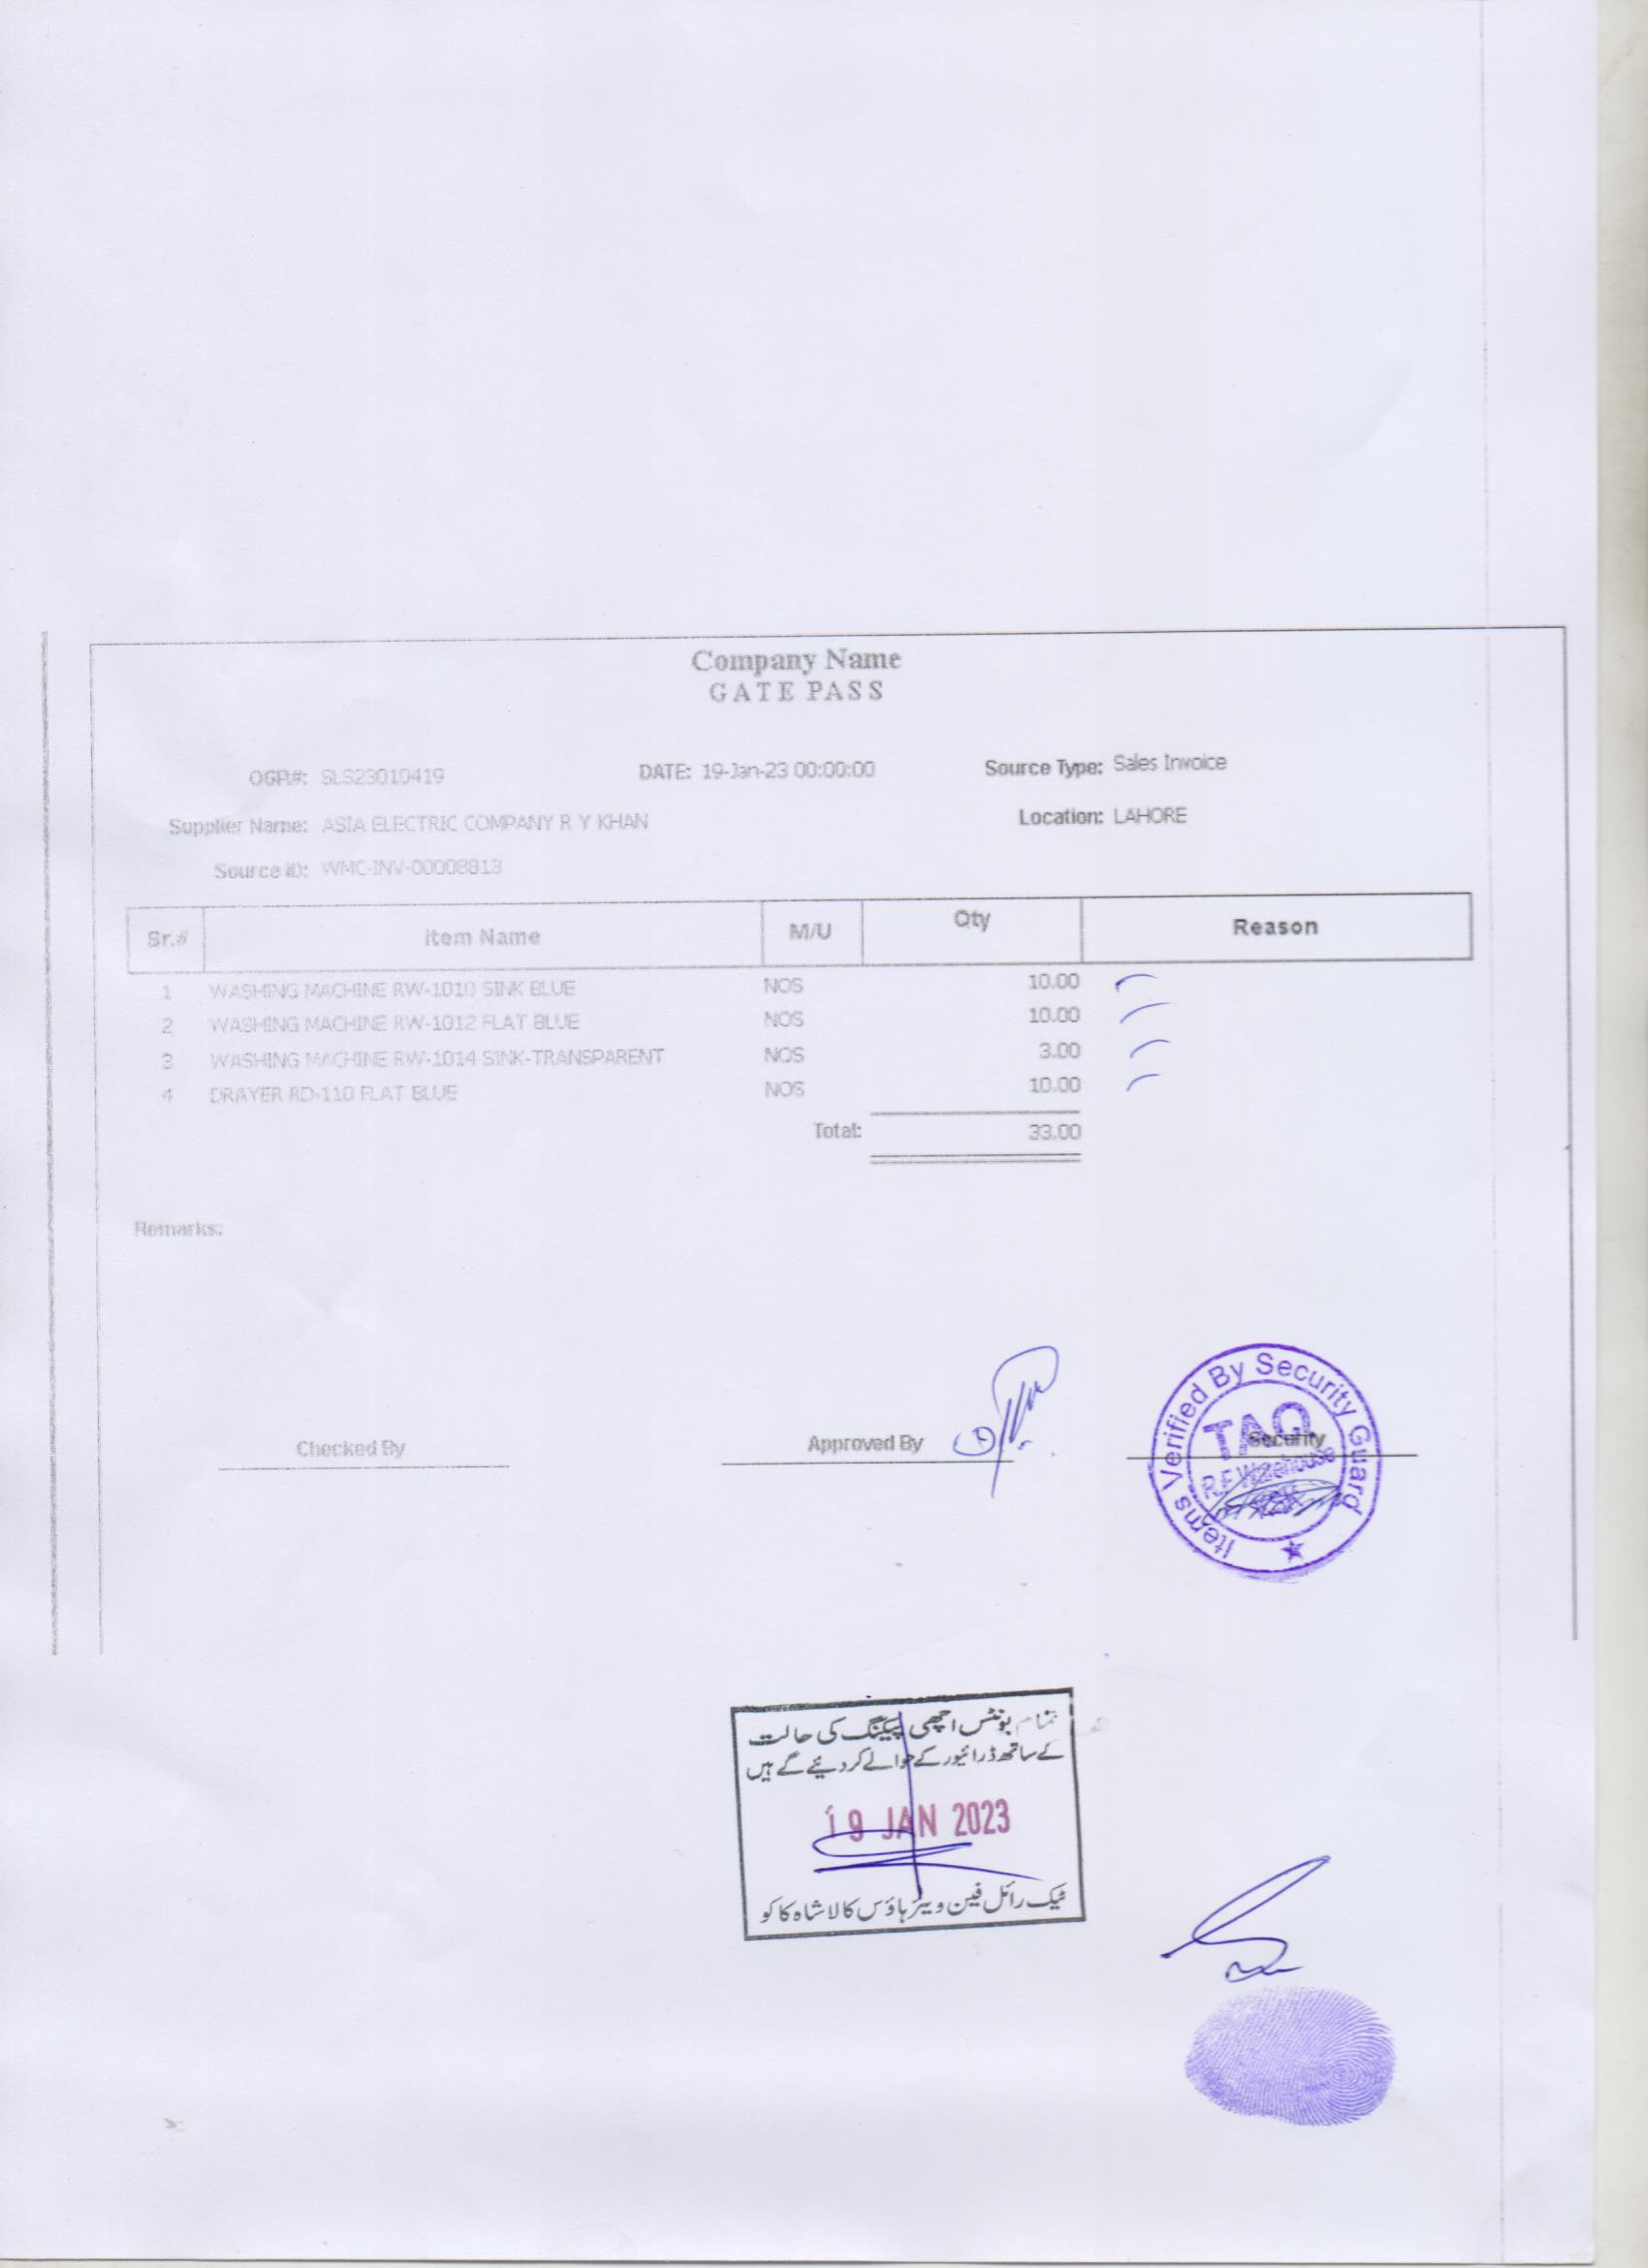 Company Name
GATE PASS
OGP#: SLS23010419 DATE: 19-Jan-23 00:00:00 Source Type: Sales Invoice
Supplier Name: ASIA ELECTRIC COMPANY R Y KHAN Location: LAHORE
Source ID: WMC-INV-00008813
Sr.# Item Name M/U Qty Reason
1 WASHING MACHINE RW-1010 SINK BLUE NOS 10.00
2 WASHING MACHINE RW-1012 FLAT BLUE NOS 10.00
3 WASHING MACHINE RW-1014 SINK-TRANSPARENT NOS 3.00
4 DRAYER RD-110 FLAT BLUE NOS 10.00
Total: 33.00
Remarks:
Checked By Approved By Security
Items Verified By Security Guard
TAQ
R.F Warehouse
تمام یونٹس اچھی پیکنگ کی حالت
کے ساتھ ڈرائیور کے حوالے کر دئیے گے ہیں
19 JAN 2023
ٹیک رائل فین ویئر ہاؤس کالا شاہ کاکو